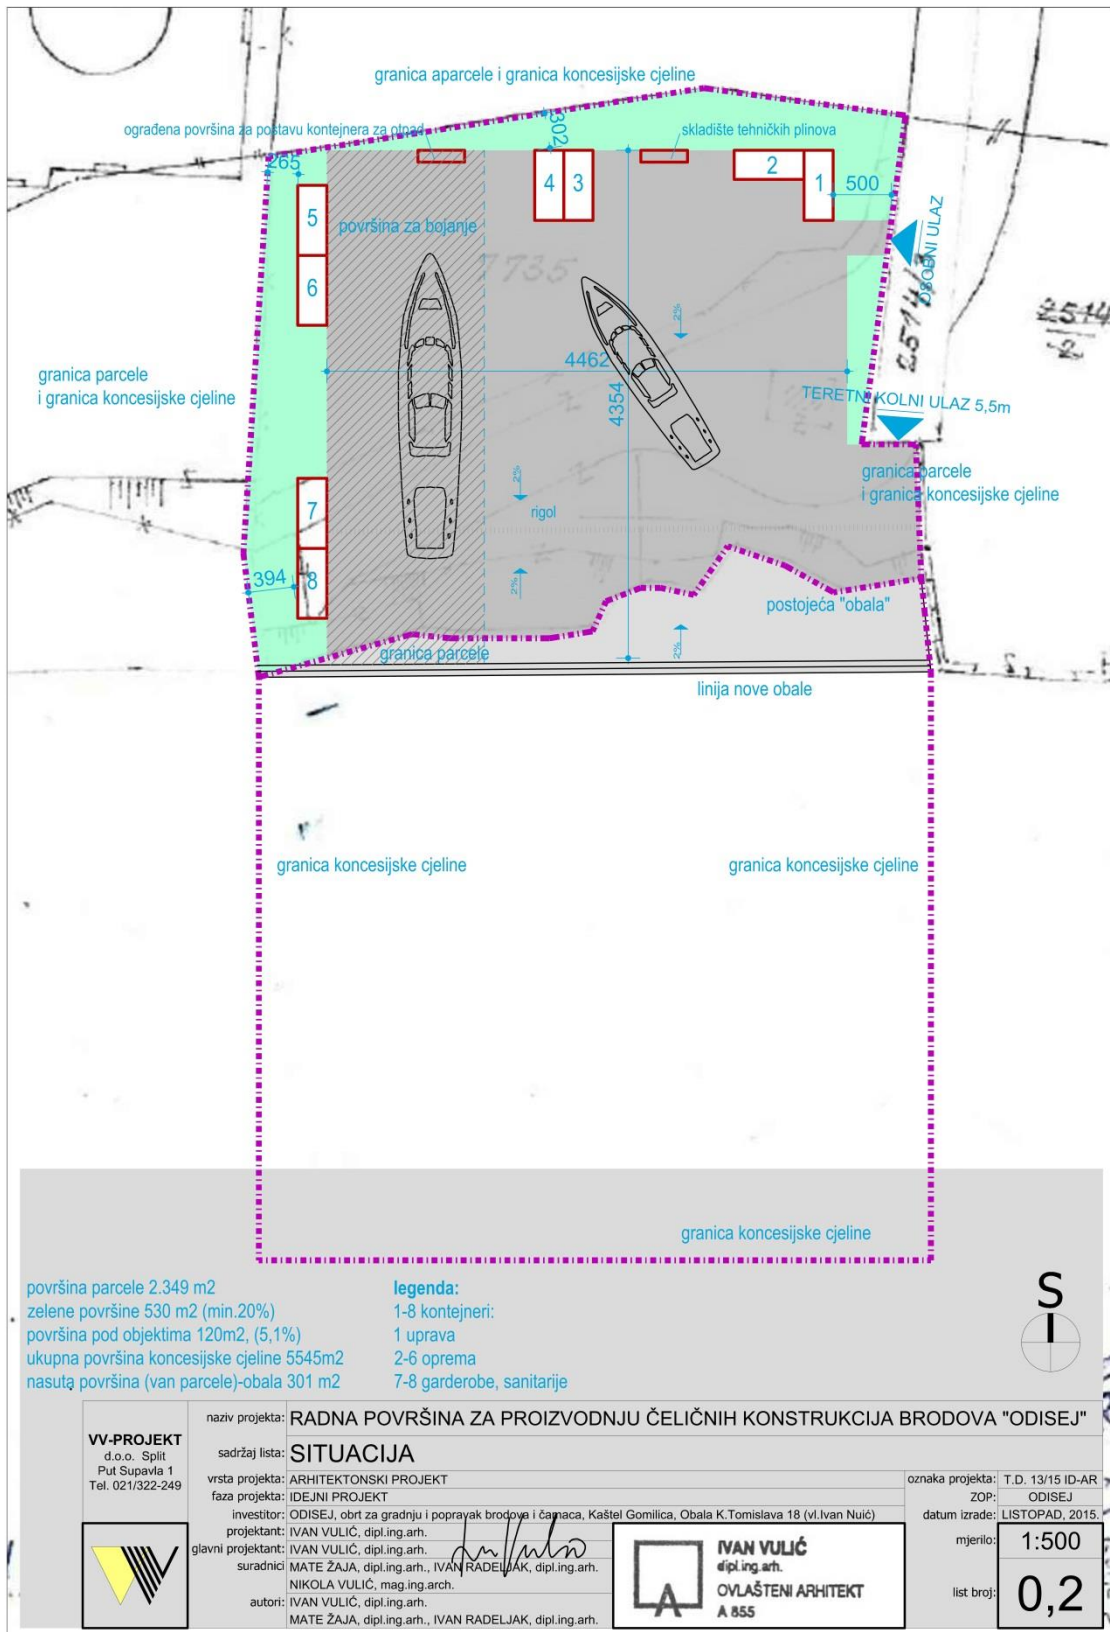 granica aparcele i granica koncesijske cjeline
ograđena površina za postavu kontejnera za otpad
302
skladište tehničkih plinova
265
4
3
2
1
500
5
površina za bojanje
OSOBNI ULAZ
6
7735
2514/3
2514
2%
4462
4354
granica parcele
i granica koncesijske cjeline
TERETNI KOLNI ULAZ 5,5m
granica parcele
i granica koncesijske cjeline
7
2%
rigol
8
394
2%
postojeća "obala"
granica parcele
2%
linija nove obale
granica koncesijske cjeline
granica koncesijske cjeline
granica koncesijske cjeline
površina parcele 2.349 m2
zelene površine 530 m2 (min.20%)
površina pod objektima 120m2, (5,1%)
ukupna površina koncesijske cjeline 5545m2
nasuta površina (van parcele)-obala 301 m2
legenda:
1-8 kontejneri:
1 uprava
2-6 oprema
7-8 garderobe, sanitarije
S
VV-PROJEKT
d.o.o. Split
Put Supavla 1
Tel. 021/322-249
naziv projekta: RADNA POVRŠINA ZA PROIZVODNJU ČELIČNIH KONSTRUKCIJA BRODOVA "ODISEJ"
sadržaj lista: SITUACIJA
vrsta projekta: ARHITEKTONSKI PROJEKT
faza projekta: IDEJNI PROJEKT
investitor: ODISEJ, obrt za gradnju i popravak brodova i čamaca, Kaštel Gomilica, Obala K.Tomislava 18 (vl.Ivan Nuić)
projektant: IVAN VULIĆ, dipl.ing.arh.
glavni projektant: IVAN VULIĆ, dipl.ing.arh.
suradnici MATE ŽAJA, dipl.ing.arh., IVAN RADELJAK, dipl.ing.arh.
NIKOLA VULIĆ, mag.ing.arch.
autori: IVAN VULIĆ, dipl.ing.arh.
MATE ŽAJA, dipl.ing.arh., IVAN RADELJAK, dipl.ing.arh.
IVAN VULIĆ
dipl.ing.arh.
OVLAŠTENI ARHITEKT
A 855
oznaka projekta: T.D. 13/15 ID-AR
ZOP: ODISEJ
datum izrade: LISTOPAD, 2015.
mjerilo: 1:500
list broj: 0,2